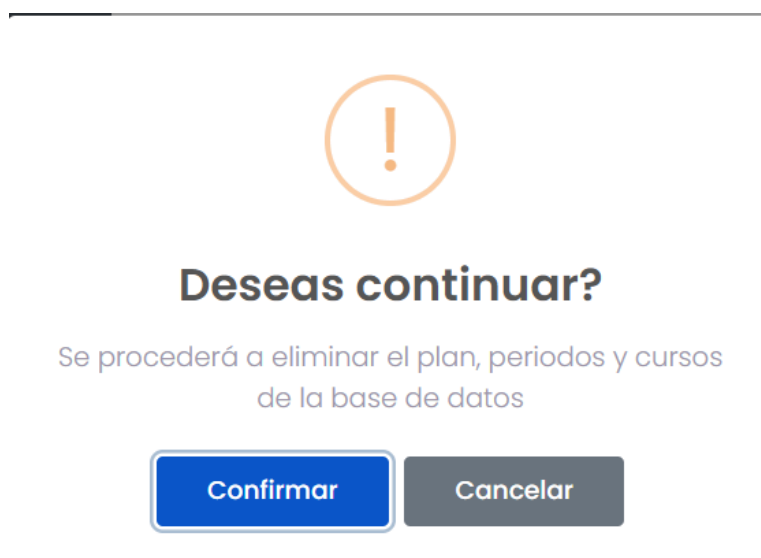 !
Deseas continuar?
Se procederá a eliminar el plan, periodos y cursos
de la base de datos
Confirmar
Cancelar